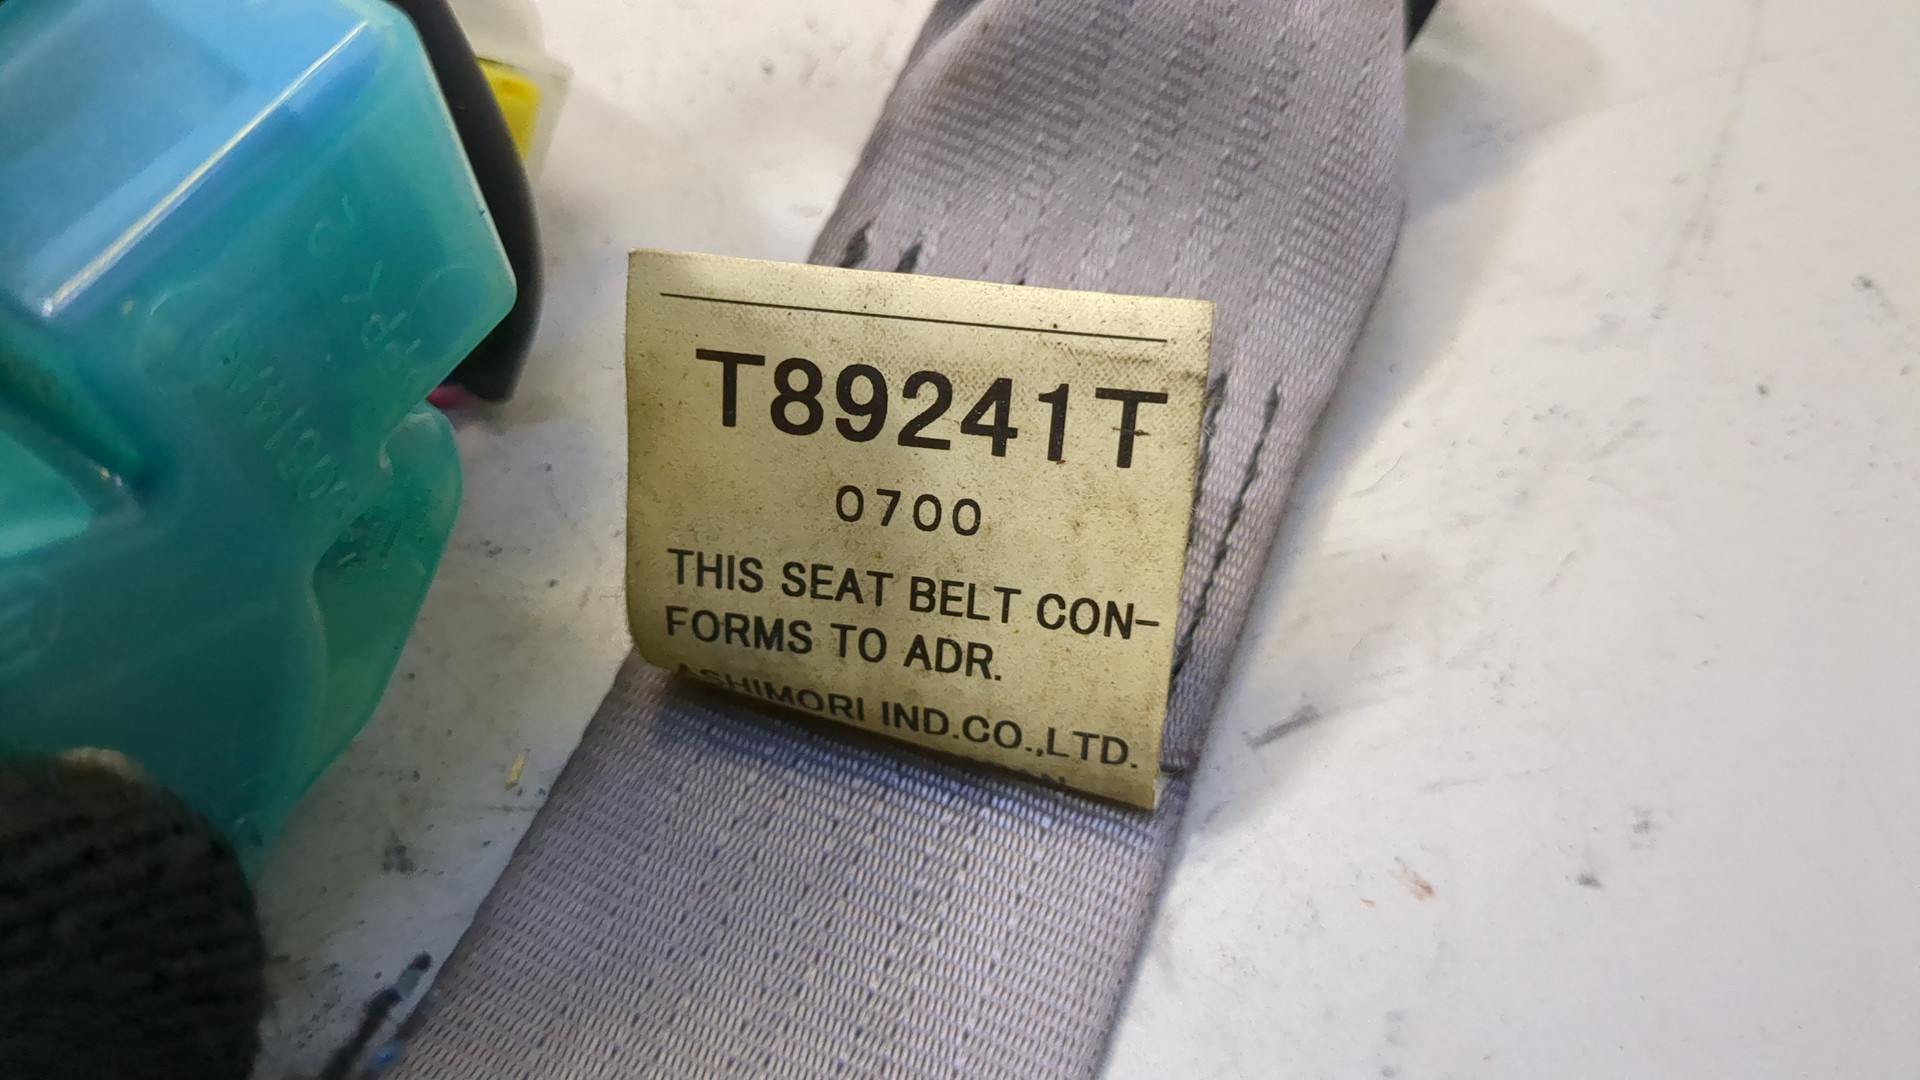 T89241T
0700
THIS SEAT BELT CON-
FORMS TO ADR.
ASHIMORI IND.CO.,LTD.